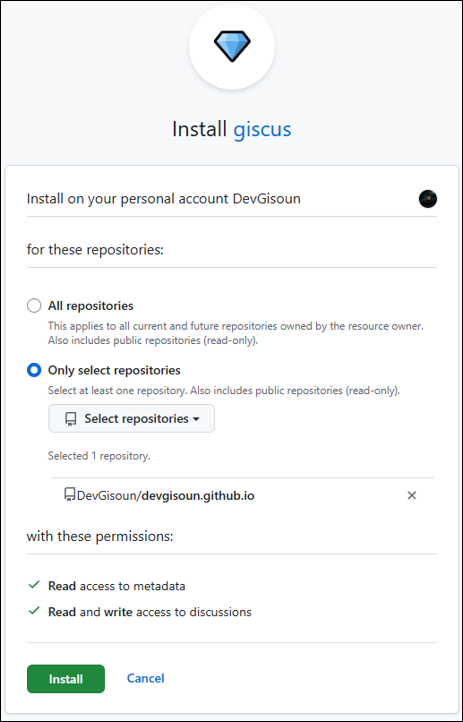 Install giscus
Install on your personal account DevGisoun
for these repositories:
All repositories
This applies to all current and future repositories owned by the resource owner.
Also includes public repositories (read-only).
Only select repositories
Select at least one repository. Also includes public repositories (read-only).
Select repositories
Selected 1 repository.
DevGisoun/devgisoun.github.io
with these permissions:
Read access to metadata
Read and write access to discussions
Install Cancel